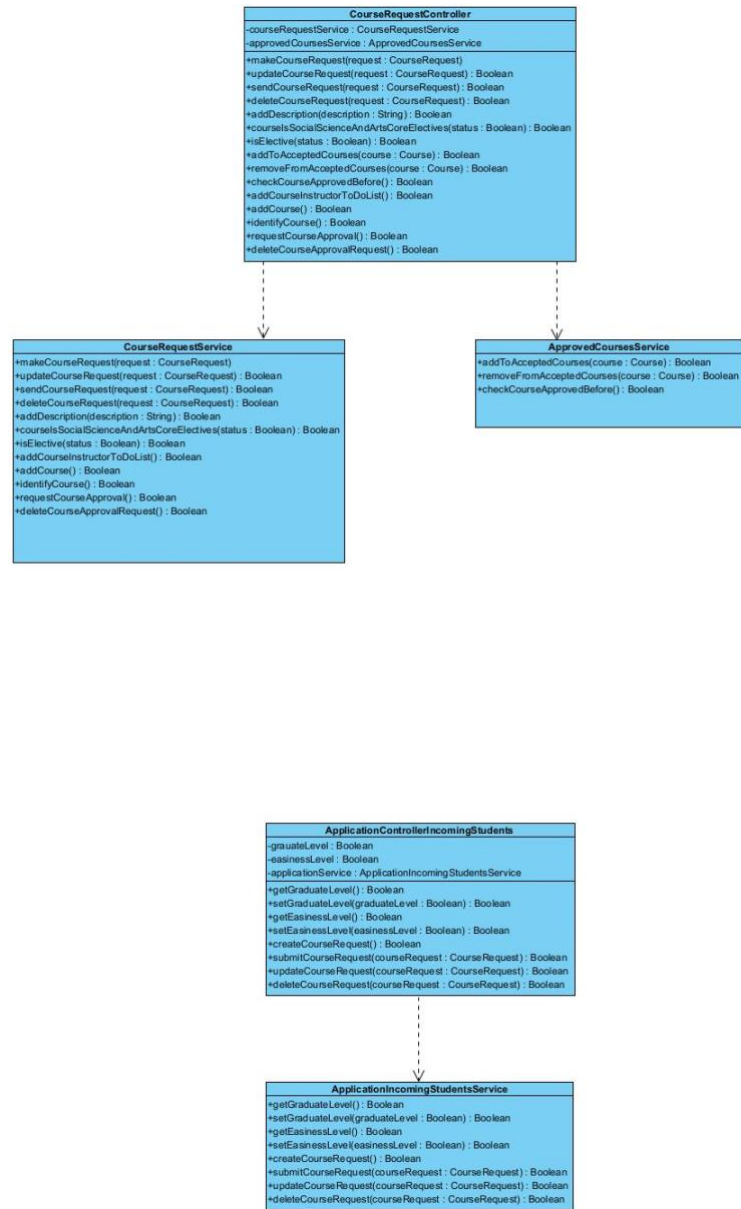 CourseRequestController
-courseRequestService : CourseRequestService
-approvedCoursesService : ApprovedCoursesService
+makeCourseRequest(request : CourseRequest)
+updateCourseRequest(request : CourseRequest) : Boolean
+sendCourseRequest(request : CourseRequest) : Boolean
+deleteCourseRequest(request : CourseRequest) : Boolean
+addDescription(description : String) : Boolean
+courseIsSocialScienceAndArtsCoreElectives(status : Boolean) : Boolean
+isElective(status : Boolean) : Boolean
+addToAcceptedCourses(course : Course) : Boolean
+removeFromAcceptedCourses(course : Course) : Boolean
+checkCourseApprovedBefore() : Boolean
+addCourseInstructorToDoList() : Boolean
+addCourse() : Boolean
+identifyCourse() : Boolean
+requestCourseApproval() : Boolean
+deleteCourseApprovalRequest() : Boolean
CourseRequestService
+makeCourseRequest(request : CourseRequest)
+updateCourseRequest(request : CourseRequest) : Boolean
+sendCourseRequest(request : CourseRequest) : Boolean
+deleteCourseRequest(request : CourseRequest) : Boolean
+addDescription(description : String) : Boolean
+courseIsSocialScienceAndArtsCoreElectives(status : Boolean) : Boolean
+isElective(status : Boolean) : Boolean
+addCourseInstructorToDoList() : Boolean
+addCourse() : Boolean
+identifyCourse() : Boolean
+requestCourseApproval() : Boolean
+deleteCourseApprovalRequest() : Boolean
ApprovedCoursesService
+addToAcceptedCourses(course : Course) : Boolean
+removeFromAcceptedCourses(course : Course) : Boolean
+checkCourseApprovedBefore() : Boolean
ApplicationControllerIncomingStudents
-grauateLevel : Boolean
-easinessLevel : Boolean
-applicationService : ApplicationIncomingStudentsService
+getGraduateLevel() : Boolean
+setGraduateLevel(graduateLevel : Boolean) : Boolean
+getEasinessLevel() : Boolean
+setEasinessLevel(easinessLevel : Boolean) : Boolean
+createCourseRequest() : Boolean
+submitCourseRequest(courseRequest : CourseRequest) : Boolean
+updateCourseRequest(courseRequest : CourseRequest) : Boolean
+deleteCourseRequest(courseRequest : CourseRequest) : Boolean
ApplicationIncomingStudentsService
+getGraduateLevel() : Boolean
+setGraduateLevel(graduateLevel : Boolean) : Boolean
+getEasinessLevel() : Boolean
+setEasinessLevel(easinessLevel : Boolean) : Boolean
+createCourseRequest() : Boolean
+submitCourseRequest(courseRequest : CourseRequest) : Boolean
+updateCourseRequest(courseRequest : CourseRequest) : Boolean
+deleteCourseRequest(courseRequest : CourseRequest) : Boolean